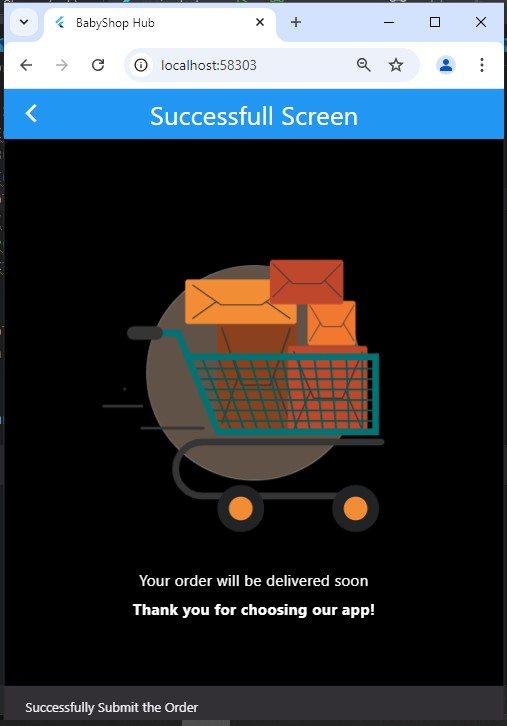 BabyShop Hub
localhost:58303
Successfull Screen
Your order will be delivered soon
Thank you for choosing our app!
Successfully Submit the Order